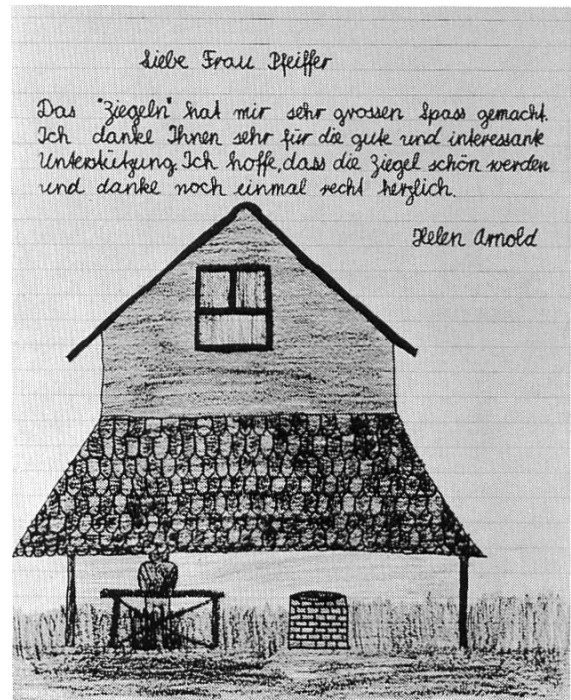 Liebe Frau Pfeiffer
Das "Ziegeln" hat mir sehr grossen Spass gemacht.
Ich danke Ihnen sehr für die gute und interessante
Unterstützung. Ich hoffe, dass die Ziegel schön werden
und danke noch einmal recht herzlich.
Helen Arnold